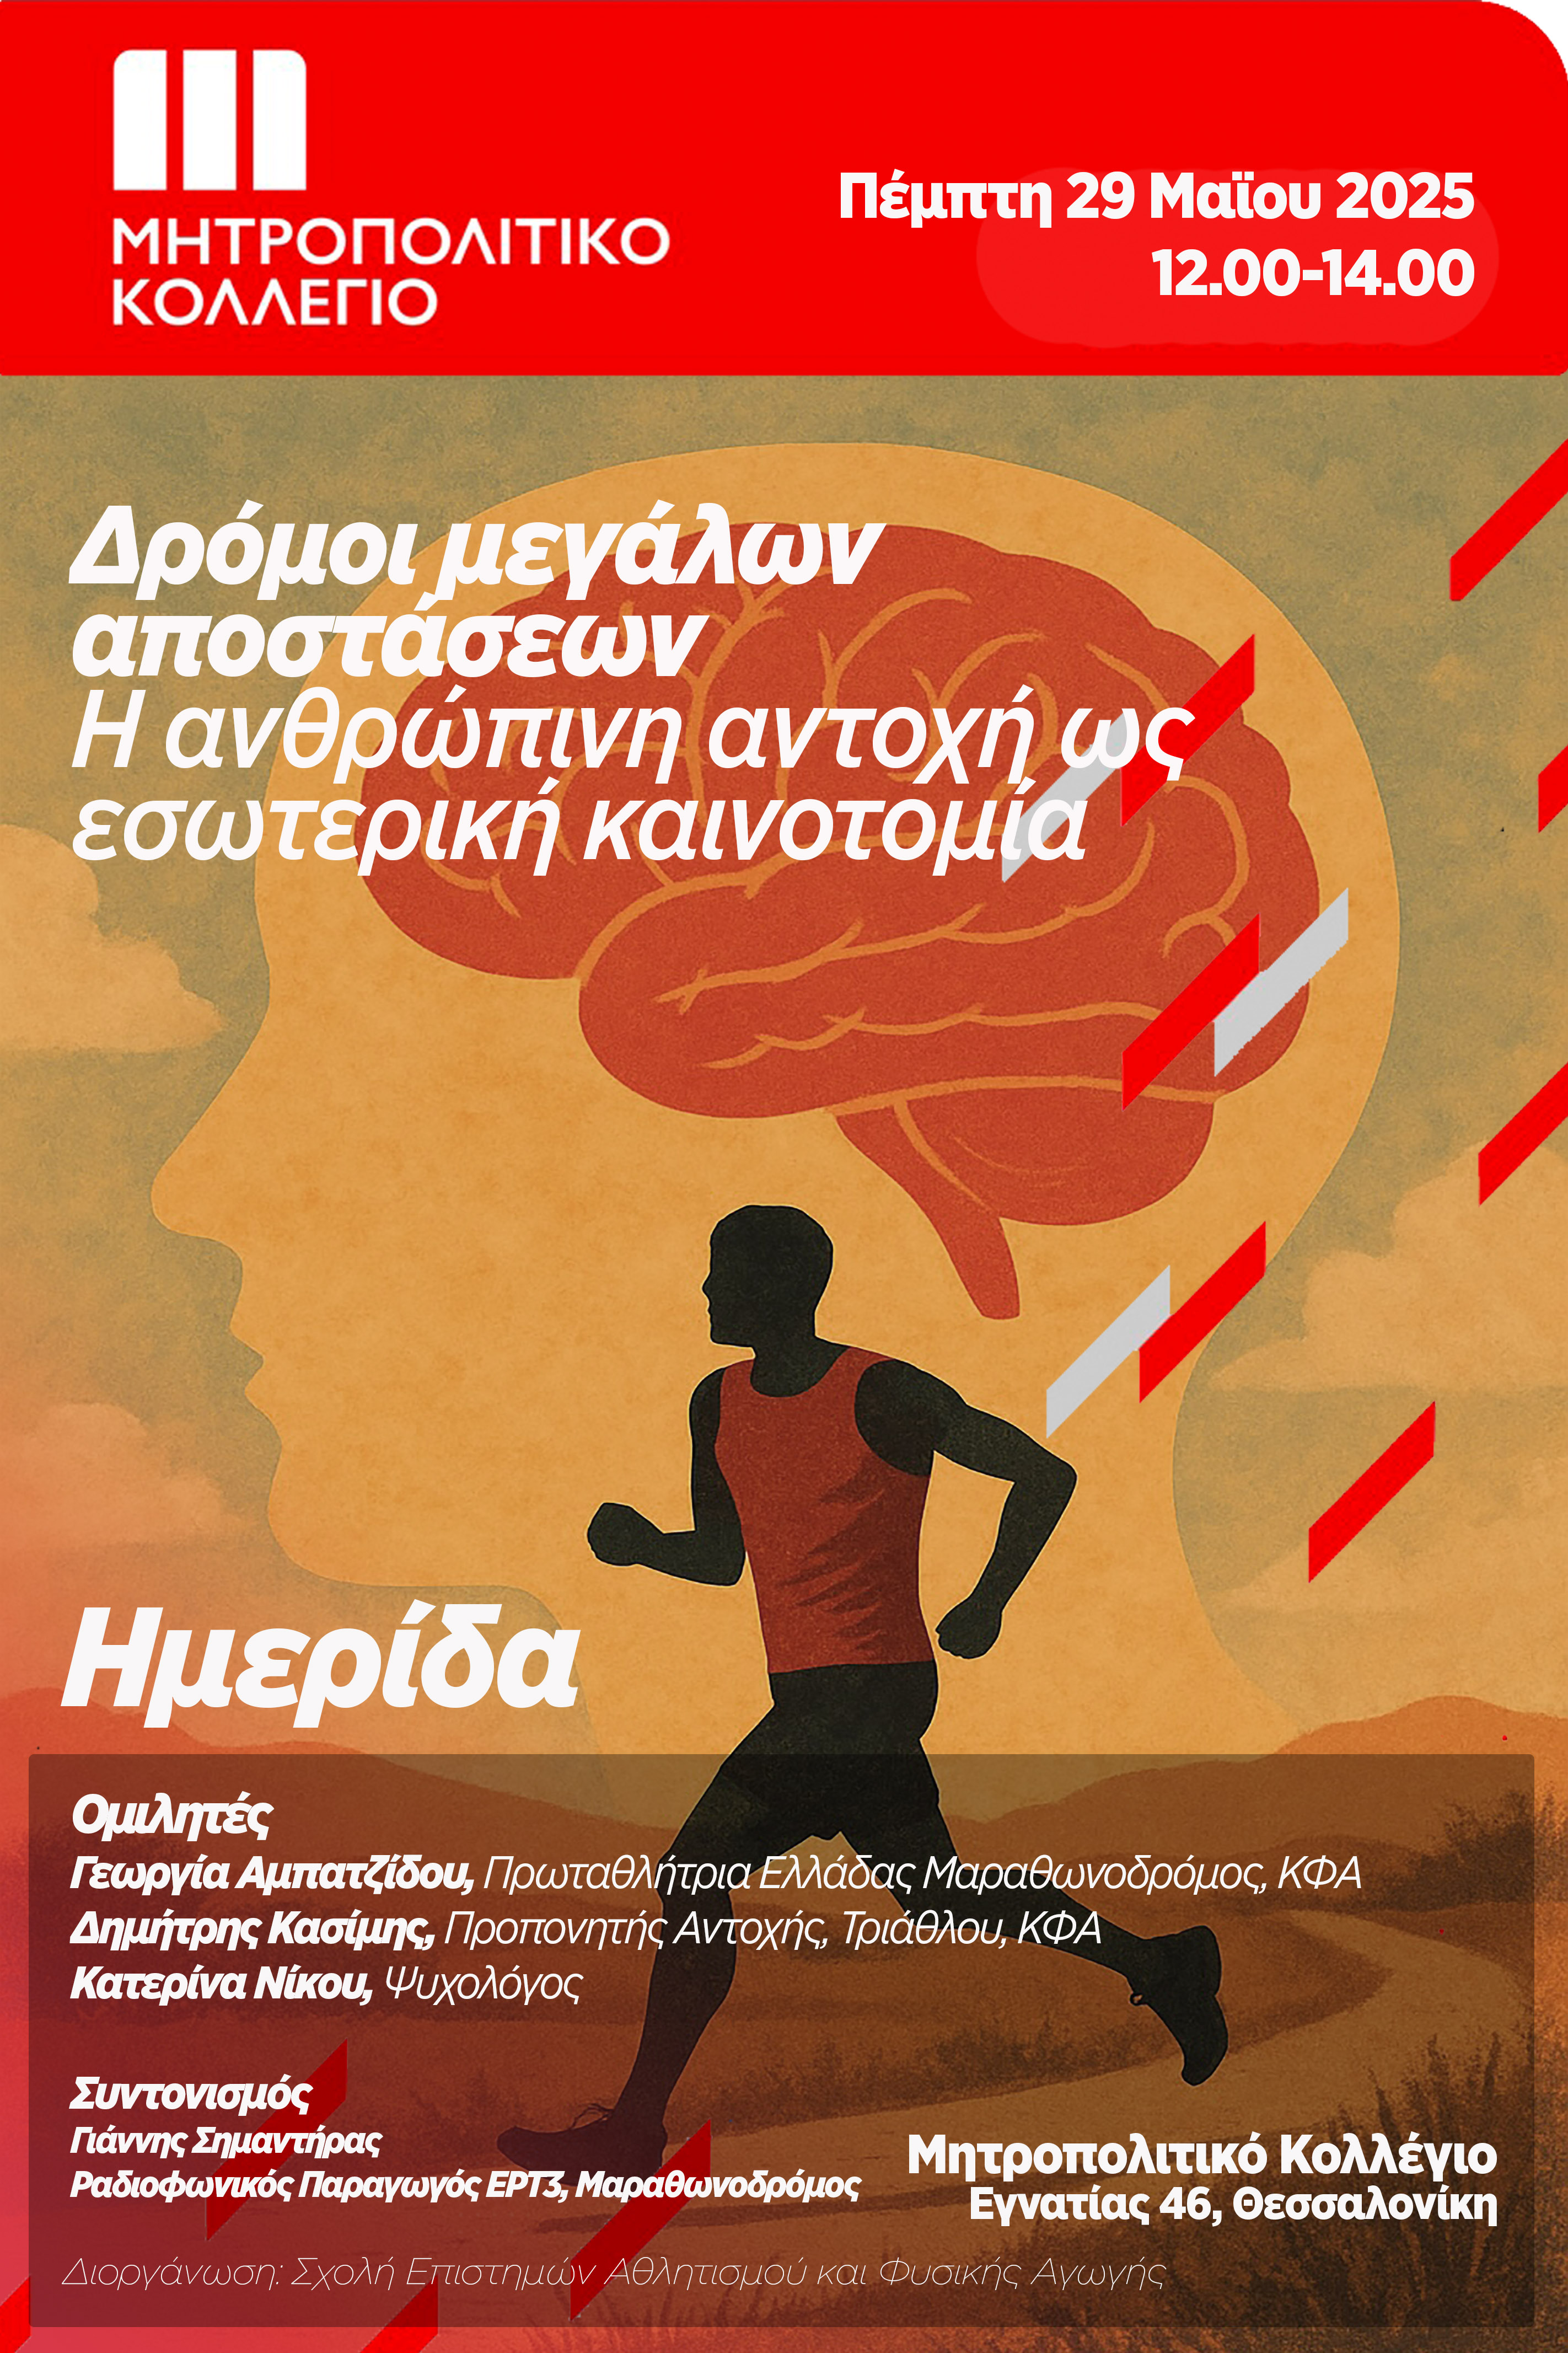 ΜΗΤΡΟΠΟΛΙΤΙΚΟ
ΚΟΛΛΕΓΙΟ
Πέμπτη 29 Μαΐου 2025
12.00-14.00
Δρόμοι μεγάλων
αποστάσεων
Η ανθρώπινη αντοχή ως
εσωτερική καινοτομία
Ημερίδα
Ομιλητές
Γεωργία Αμπατζίδου, Πρωταθλήτρια Ελλάδας Μαραθωνοδρόμος, ΚΦΑ
Δημήτρης Κασίμης, Προπονητής Αντοχής, Τριάθλου, ΚΦΑ
Κατερίνα Νίκου, Ψυχολόγος
Συντονισμός
Γιάννης Σημαντήρας
Ραδιοφωνικός Παραγωγός ΕΡΤ3, Μαραθωνοδρόμος
Μητροπολιτικό Κολλέγιο
Εγνατίας 46, Θεσσαλονίκη
Διοργάνωση: Σχολή Επιστημών Αθλητισμού και Φυσικής Αγωγής